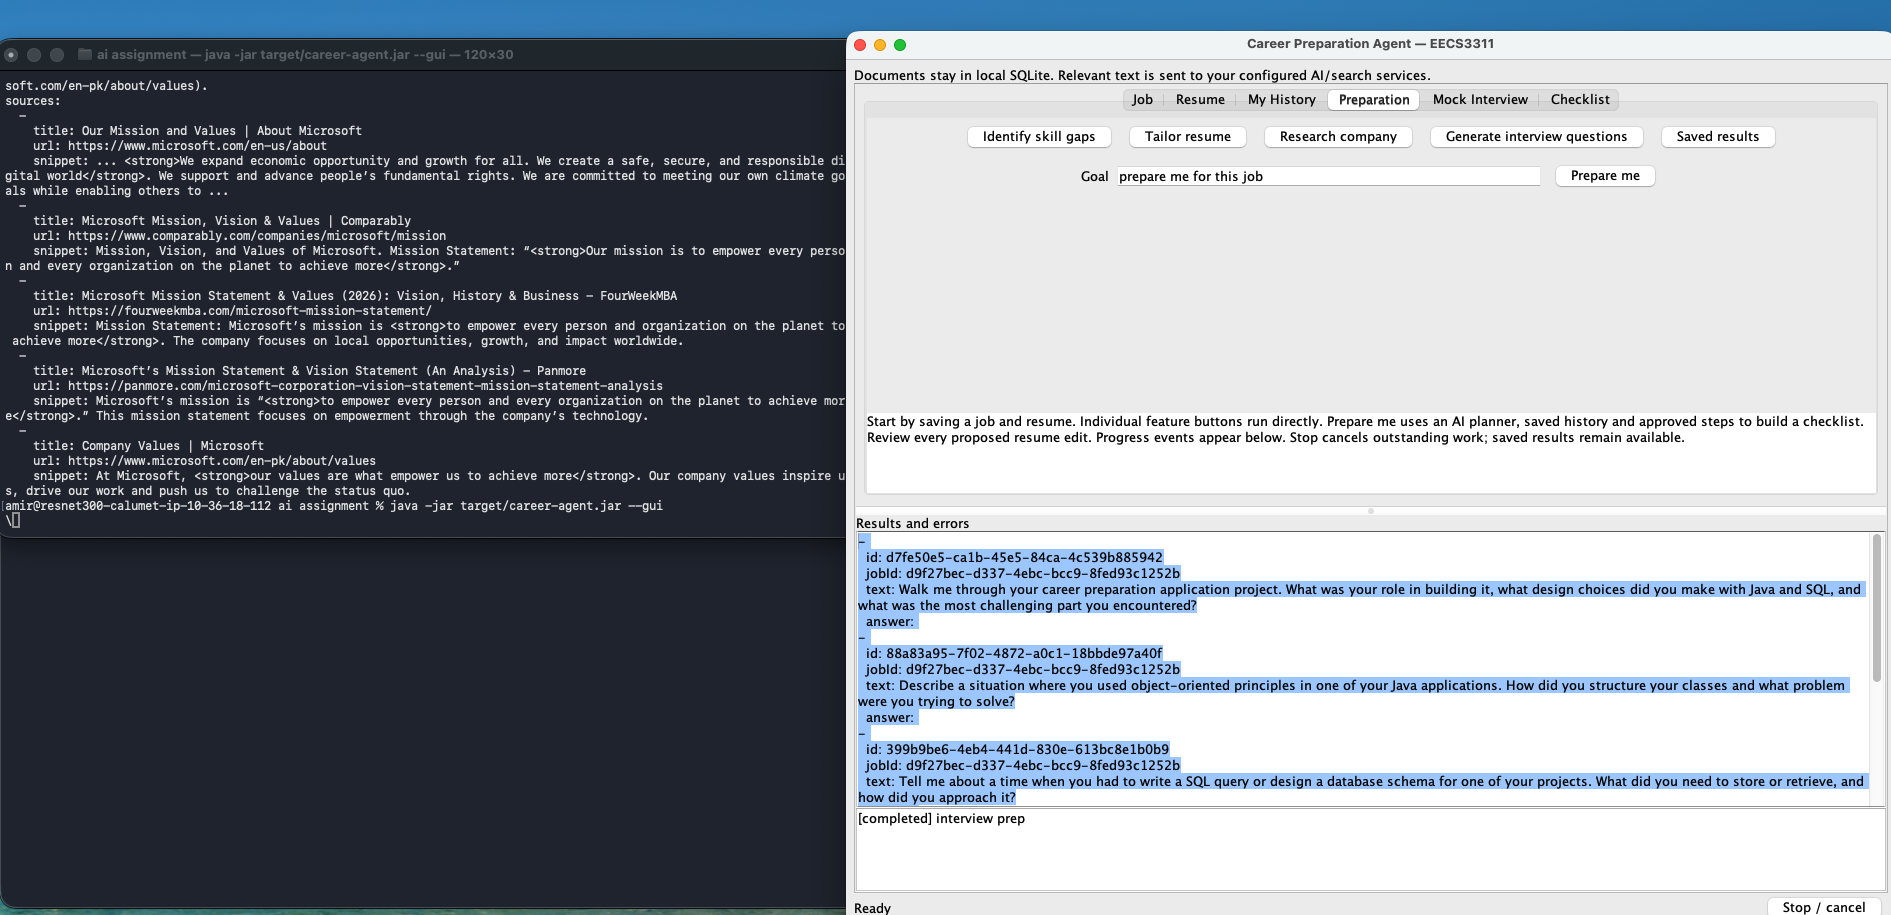 ai assignment — java -jar target/career-agent.jar --gui — 120×30
soft.com/en-pk/about/values).
sources:
  -
    title: Our Mission and Values | About Microsoft
    url: https://www.microsoft.com/en-us/about
    snippet: ... <strong>We expand economic opportunity and growth for all. We create a safe, secure, and responsible di
gital world</strong>. We support and advance people's fundamental rights. We are committed to meeting our own climate go
als while enabling others to ...
  -
    title: Microsoft Mission, Vision & Values | Comparably
    url: https://www.comparably.com/companies/microsoft/mission
    snippet: Mission, Vision, and Values of Microsoft. Mission Statement: “<strong>Our mission is to empower every perso
n and every organization on the planet to achieve more</strong>.”
  -
    title: Microsoft Mission Statement & Values (2026): Vision, History & Business - FourWeekMBA
    url: https://fourweekmba.com/microsoft-mission-statement/
    snippet: Mission Statement: Microsoft's mission is <strong>to empower every person and organization on the planet to
 achieve more</strong>. The company focuses on local opportunities, growth, and impact worldwide.
  -
    title: Microsoft's Mission Statement & Vision Statement (An Analysis) - Panmore
    url: https://panmore.com/microsoft-corporation-vision-statement-mission-statement-analysis
    snippet: Microsoft's mission is “<strong>to empower every person and every organization on the planet to achieve mor
e</strong>.” This mission statement focuses on empowerment through the company's technology.
  -
    title: Company Values | Microsoft
    url: https://www.microsoft.com/en-pk/about/values
    snippet: At Microsoft, <strong>our values are what empower us to achieve more</strong>. Our company values inspire u
s, drive our work and push us to challenge the status quo.
[amir@resnet300-calumet-ip-10-36-18-112 ai assignment % java -jar target/career-agent.jar --gui
\
Career Preparation Agent — EECS3311
Documents stay in local SQLite. Relevant text is sent to your configured AI/search services.
Job Resume My History Preparation Mock Interview Checklist
Identify skill gaps Tailor resume Research company Generate interview questions Saved results
Goal prepare me for this job Prepare me
Start by saving a job and resume. Individual feature buttons run directly. Prepare me uses an AI planner, saved history and approved steps to build a checklist.
Review every proposed resume edit. Progress events appear below. Stop cancels outstanding work; saved results remain available.
Results and errors
-
  id: d7fe50e5-ca1b-45e5-84ca-4c539b885942
  jobId: d9f27bec-d337-4ebc-bcc9-8fed93c1252b
  text: Walk me through your career preparation application project. What was your role in building it, what design choices did you make with Java and SQL, and
what was the most challenging part you encountered?
  answer:
-
  id: 88a83a95-7f02-4872-a0c1-18bbde97a40f
  jobId: d9f27bec-d337-4ebc-bcc9-8fed93c1252b
  text: Describe a situation where you used object-oriented principles in one of your Java applications. How did you structure your classes and what problem
were you trying to solve?
  answer:
-
  id: 399b9be6-4eb4-441d-830e-613bc8e1b0b9
  jobId: d9f27bec-d337-4ebc-bcc9-8fed93c1252b
  text: Tell me about a time when you had to write a SQL query or design a database schema for one of your projects. What did you need to store or retrieve, and
how did you approach it?
[completed] interview prep
Ready Stop / cancel